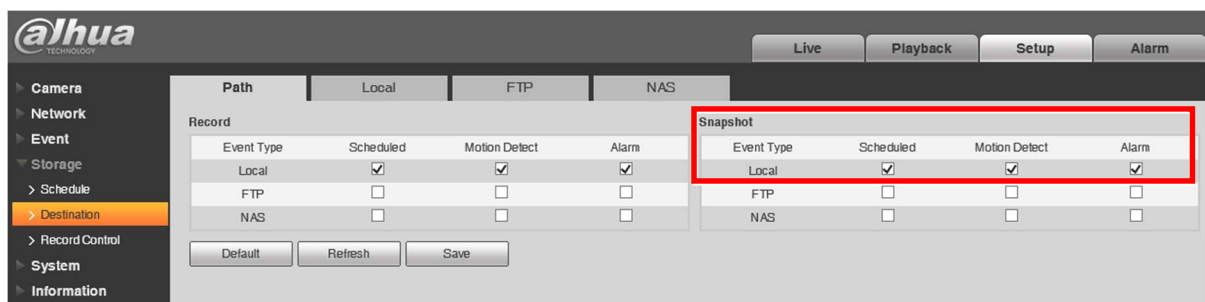 alhua
TECHNOLOGY
Live Playback Setup Alarm
Camera
Network
Event
Storage
> Schedule
> Destination
> Record Control
System
Information
Path Local FTP NAS
Record
Event Type Scheduled Motion Detect Alarm
Local
FTP
NAS
Default Refresh Save
Snapshot
Event Type Scheduled Motion Detect Alarm
Local
FTP
NAS